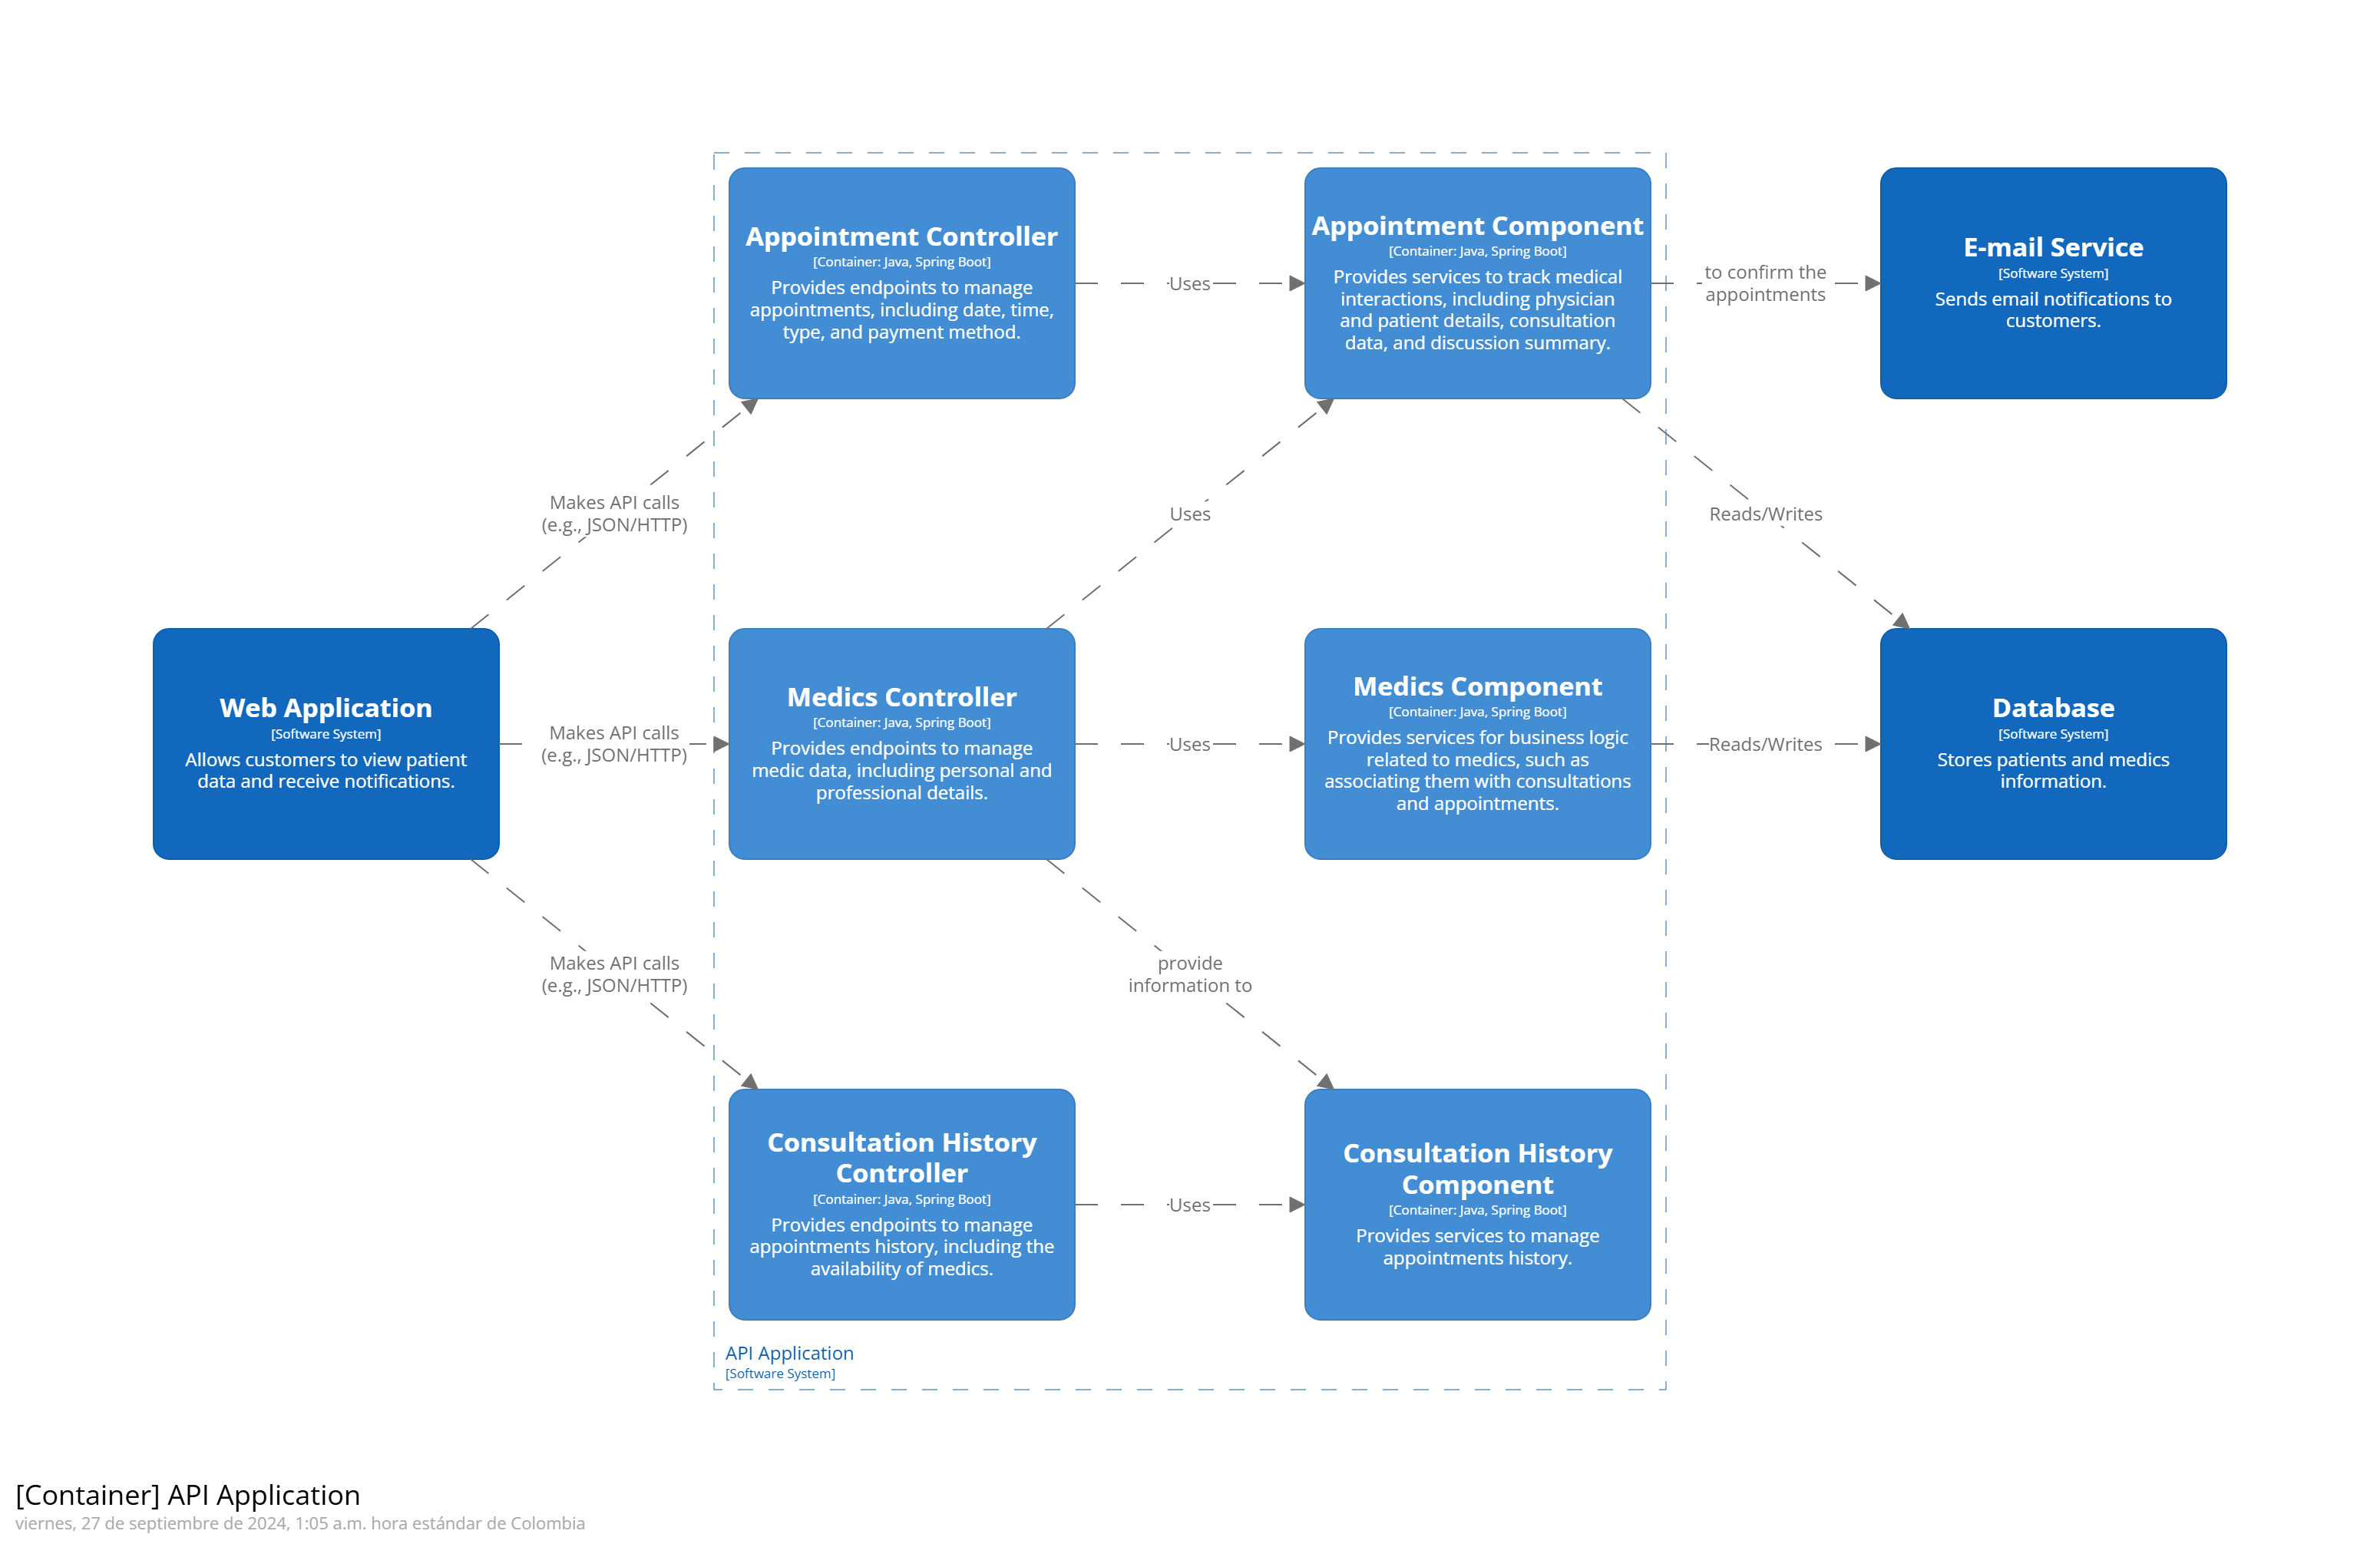 Appointment Controller
[Container: Java, Spring Boot]
Provides endpoints to manage
appointments, including date, time,
type, and payment method.
Uses
Appointment Component
[Container: Java, Spring Boot]
Provides services to track medical
interactions, including physician
and patient details, consultation
data, and discussion summary.
to confirm the
appointments
E-mail Service
[Software System]
Sends email notifications to
customers.
Makes API calls
(e.g., JSON/HTTP)
Uses
Reads/Writes
Web Application
[Software System]
Allows customers to view patient
data and receive notifications.
Makes API calls
(e.g., JSON/HTTP)
Medics Controller
[Container: Java, Spring Boot]
Provides endpoints to manage
medic data, including personal and
professional details.
Uses
Medics Component
[Container: Java, Spring Boot]
Provides services for business logic
related to medics, such as
associating them with consultations
and appointments.
Reads/Writes
Database
[Software System]
Stores patients and medics
information.
Makes API calls
(e.g., JSON/HTTP)
provide
information to
Consultation History
Controller
[Container: Java, Spring Boot]
Provides endpoints to manage
appointments history, including the
availability of medics.
Uses
Consultation History
Component
[Container: Java, Spring Boot]
Provides services to manage
appointments history.
API Application
[Software System]
[Container] API Application
viernes, 27 de septiembre de 2024, 1:05 a.m. hora estándar de Colombia